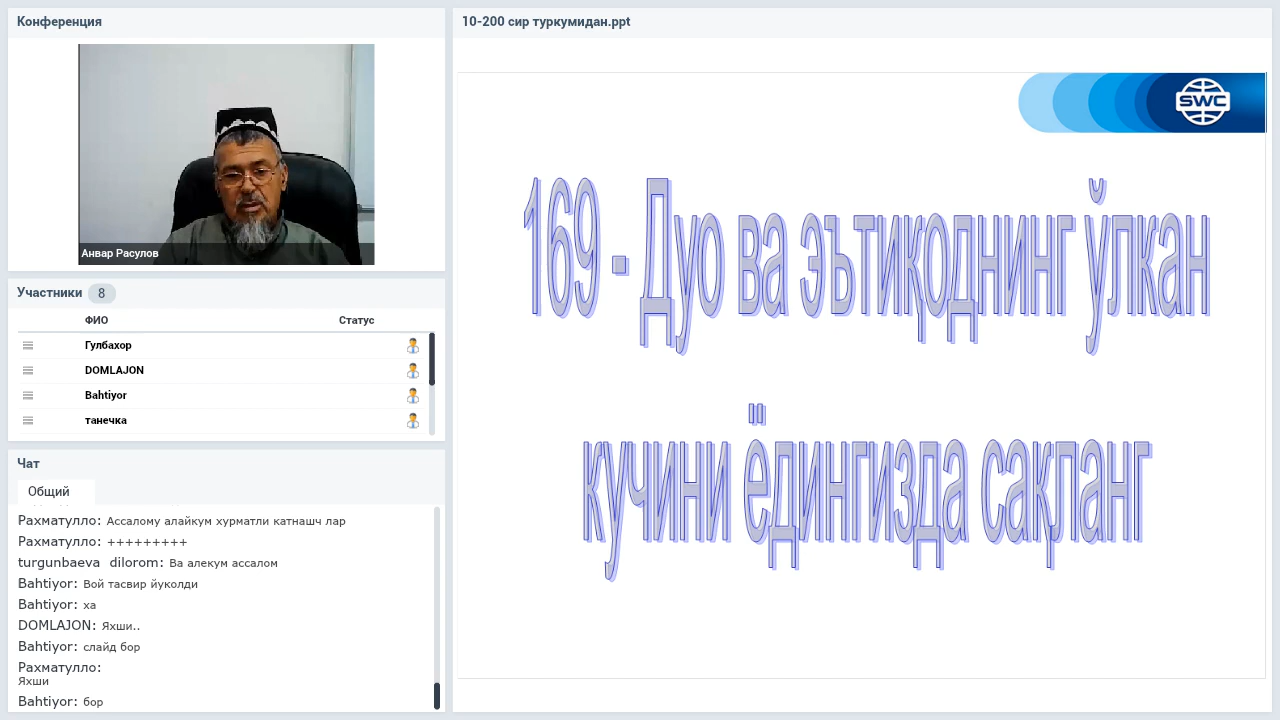 Конференция
Анвар Расулов
Участники 8
ФИО Статус
Гулбахор
DOMLAJON
Bahtiyor
танечка
Чат
Общий
Рахматулло: Ассалому алайкум хурматли катнашч лар
Рахматулло: +++++++++
turgunbaeva dilorom: Ва алекум ассалом
Bahtiyor: Вой тасвир йуколди
Bahtiyor: ха
DOMLAJON: Яхши..
Bahtiyor: слайд бор
Рахматулло:
Яхши
Bahtiyor: бор
10-200 сир туркумидан.ppt
SWC
169 - Дуо ва эътиқоднинг ўлкан
кучини ёдингизда сақланг